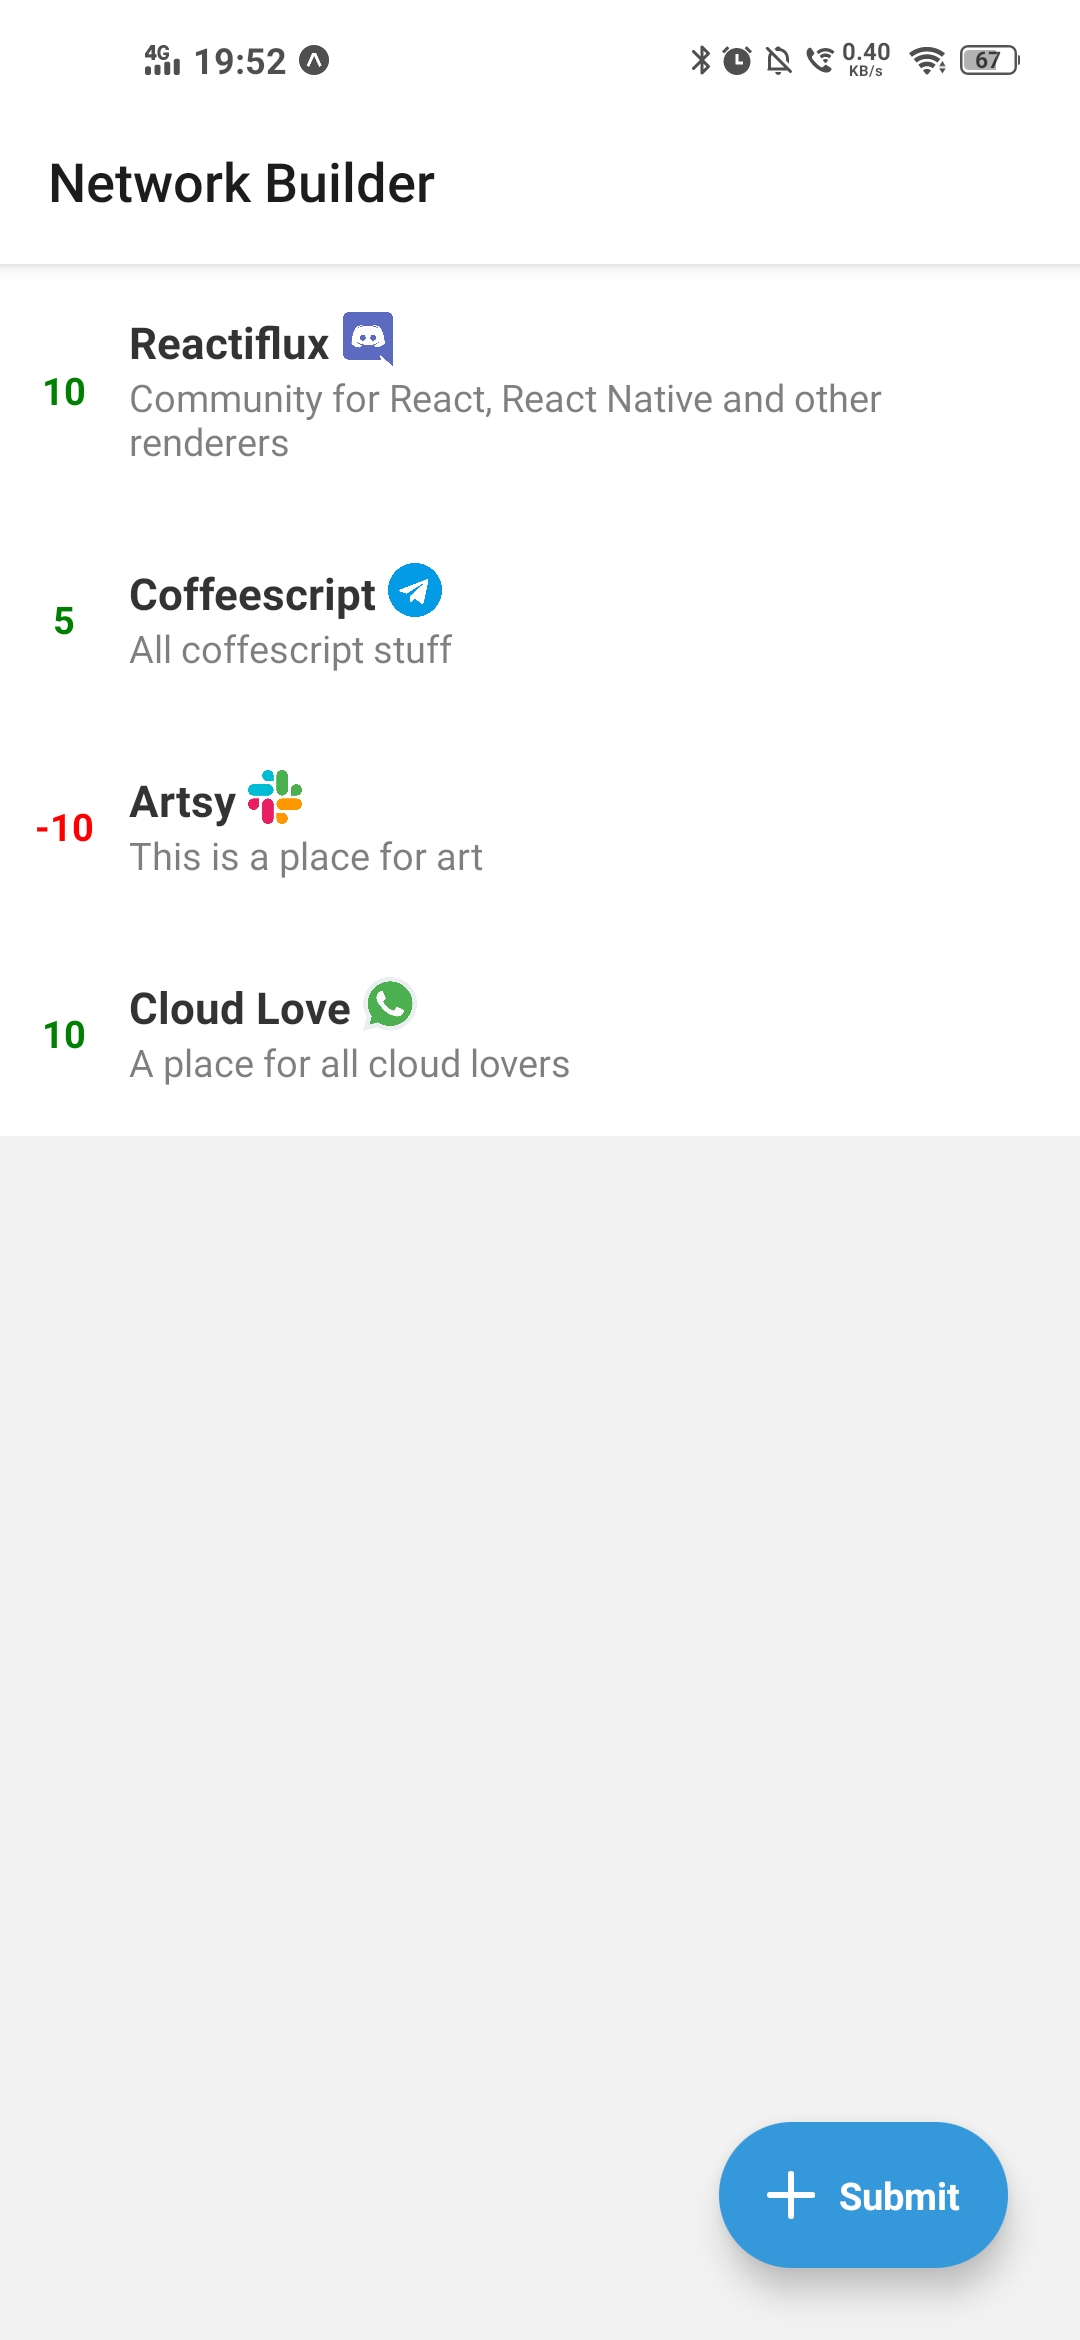 4G 19:52 0.40 KB/s 67
Network Builder
Reactiflux
10
Community for React, React Native and other
renderers
Coffeescript
5
All coffescript stuff
Artsy
-10
This is a place for art
Cloud Love
10
A place for all cloud lovers
Submit